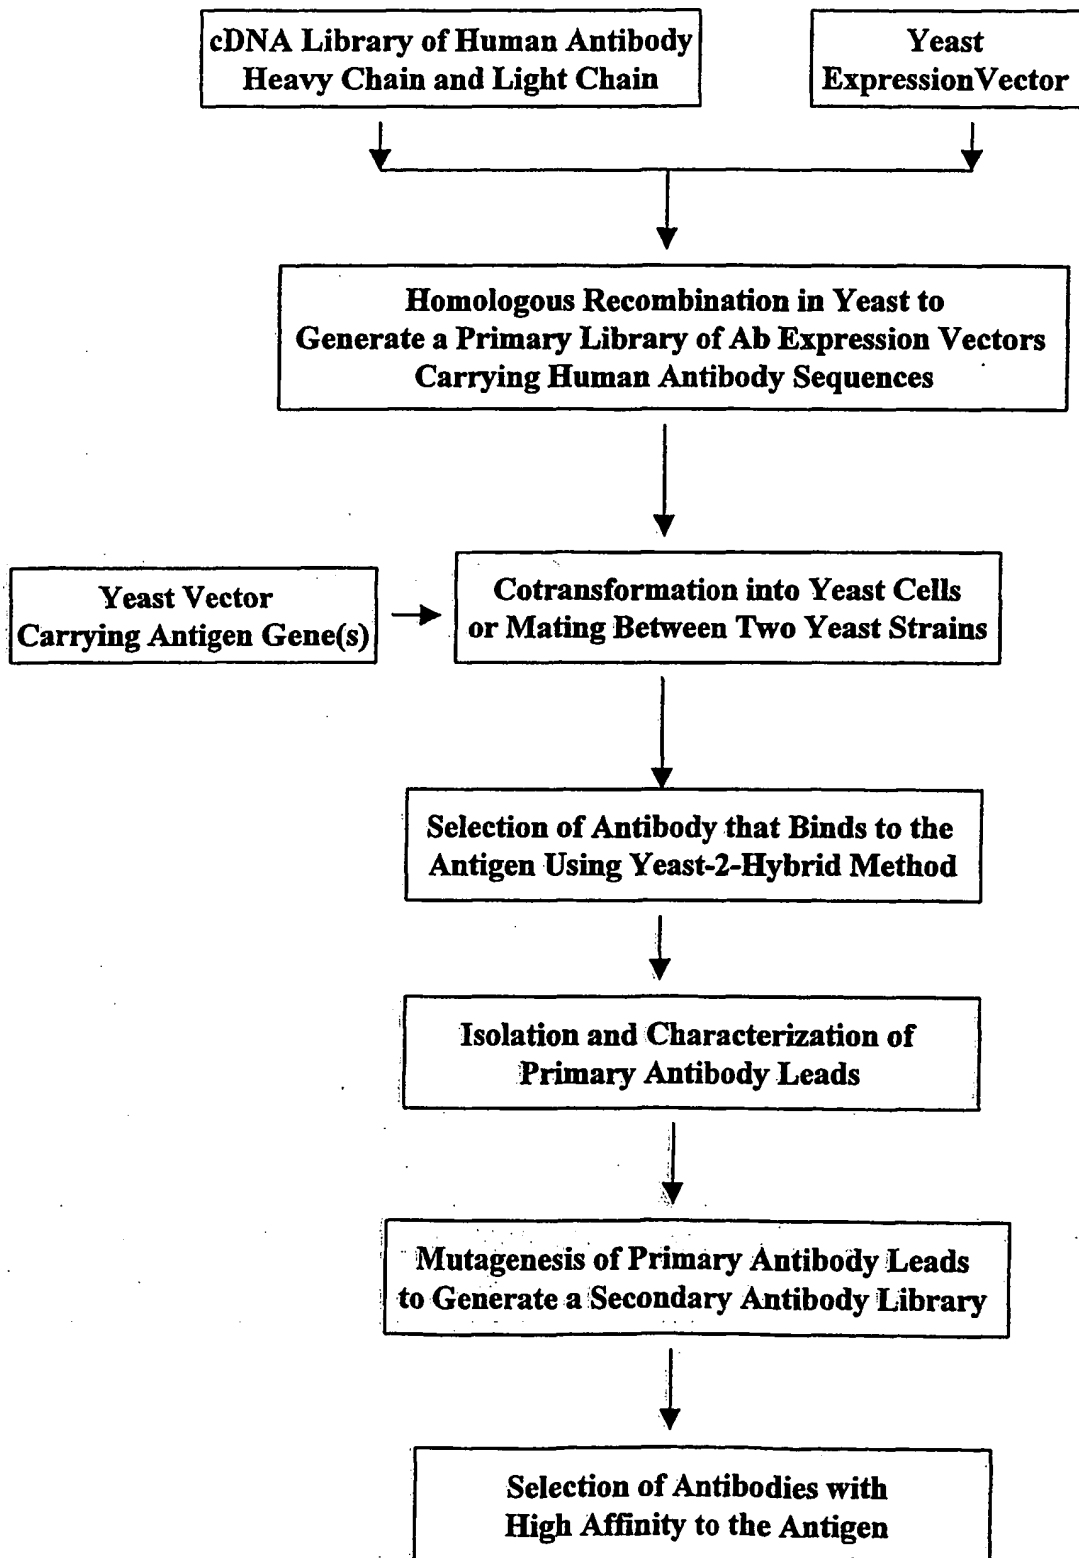 cDNA Library of Human Antibody
Heavy Chain and Light Chain
Yeast
ExpressionVector
Homologous Recombination in Yeast to
Generate a Primary Library of Ab Expression Vectors
Carrying Human Antibody Sequences
Yeast Vector
Carrying Antigen Gene(s)
Cotransformation into Yeast Cells
or Mating Between Two Yeast Strains
Selection of Antibody that Binds to the
Antigen Using Yeast-2-Hybrid Method
Isolation and Characterization of
Primary Antibody Leads
Mutagenesis of Primary Antibody Leads
to Generate a Secondary Antibody Library
Selection of Antibodies with
High Affinity to the Antigen